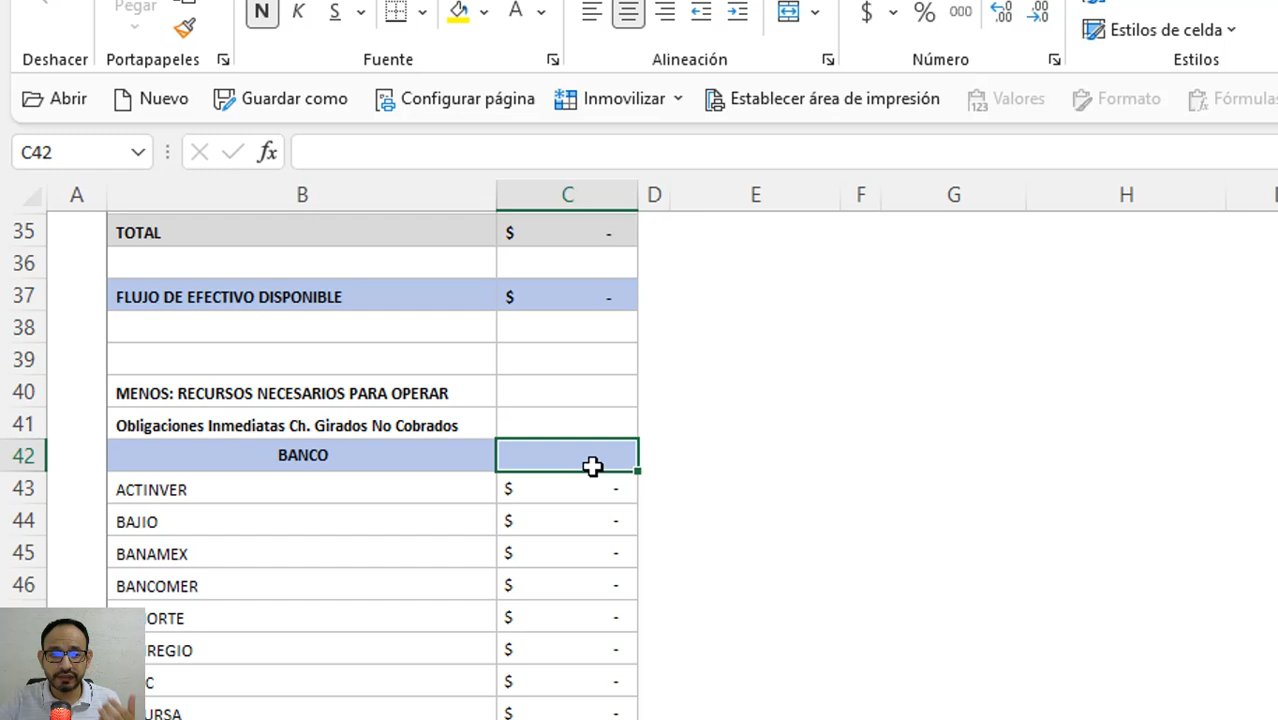 Pegar
N K S A
$ % 000 ,00
Estilos de celda
Deshacer Portapapeles Fuente Alineación Número Estilos
Abrir Nuevo Guardar como Configurar página Inmovilizar Establecer área de impresión Valores Formato Fórmulas
C42 fx
A B C D E F G H
35 TOTAL $ -
36
37 FLUJO DE EFECTIVO DISPONIBLE $ -
38
39
40 MENOS: RECURSOS NECESARIOS PARA OPERAR
41 Obligaciones Inmediatas Ch. Girados No Cobrados
42 BANCO
43 ACTINVER $ -
44 BAJIO $ -
45 BANAMEX $ -
46 BANCOMER $ -
ORTE $ -
REGIO $ -
C $ -
URSA $ -